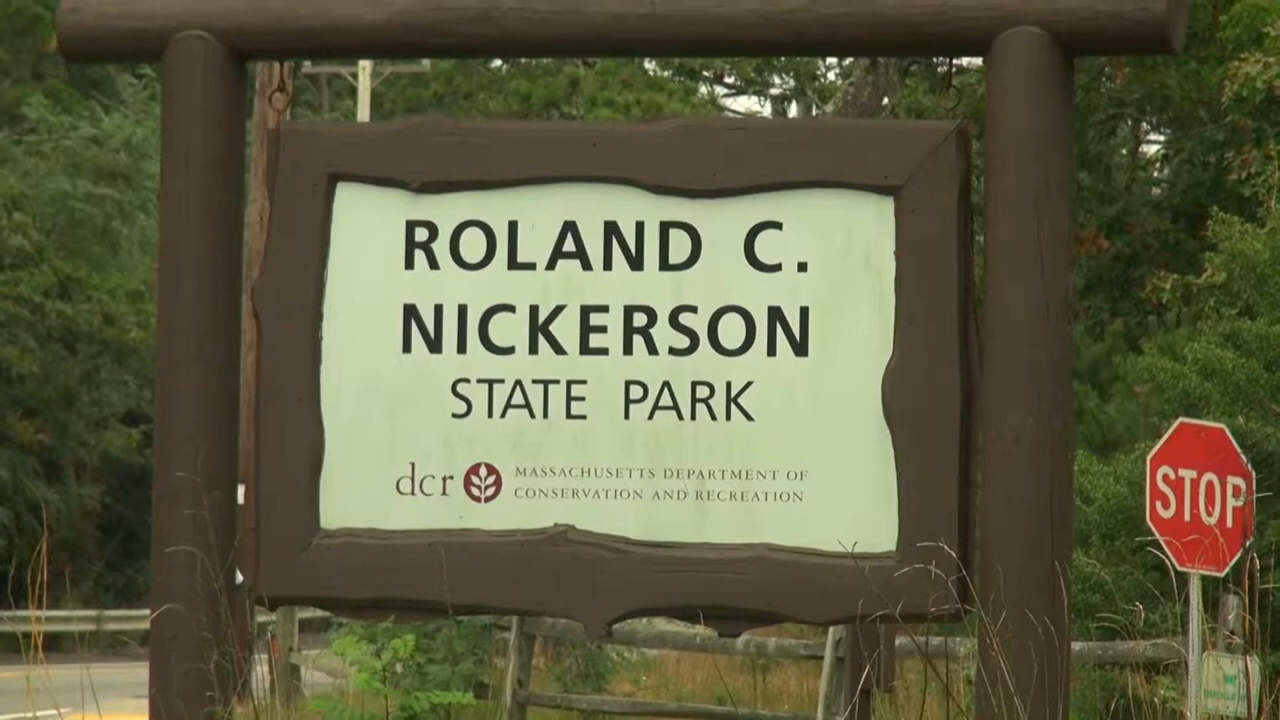 ROLAND C.
NICKERSON
STATE PARK
dcr MASSACHUSETTS DEPARTMENT OF
CONSERVATION AND RECREATION
STOP